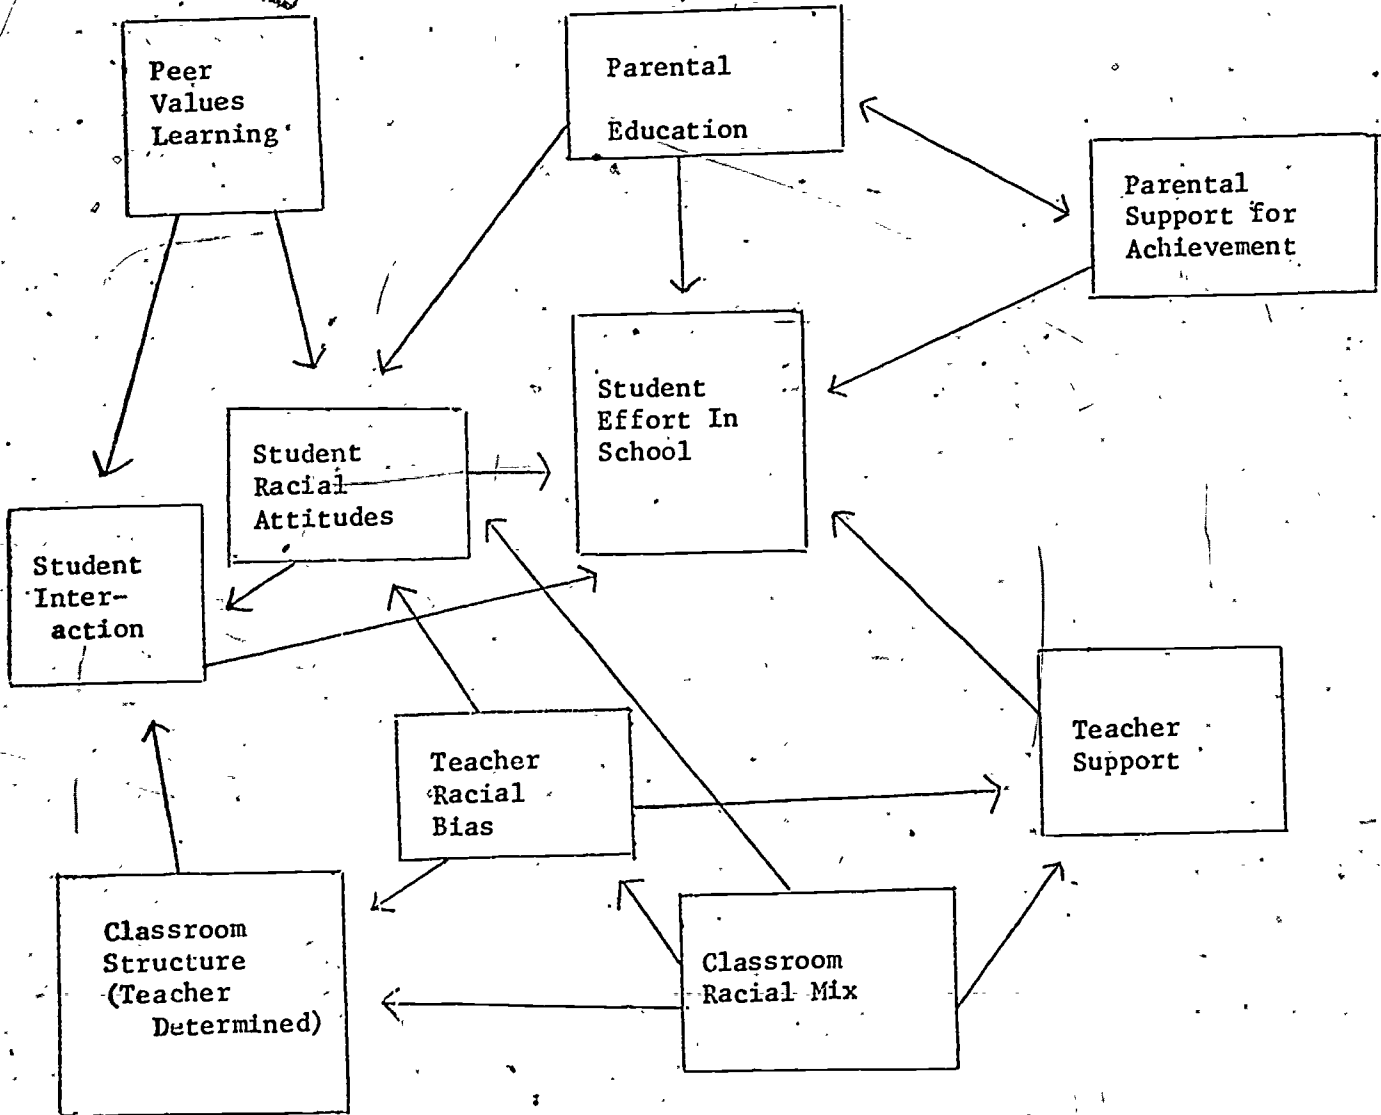 Peer
Values
Learning
Parental
Education
Parental
Support for
Achievement
Student
Effort In
School
Student
Racial
Attitudes
Student
Inter-
action
Teacher
Racial
Bias
Teacher
Support
Classroom
Structure
(Teacher
Determined)
Classroom
Racial Mix